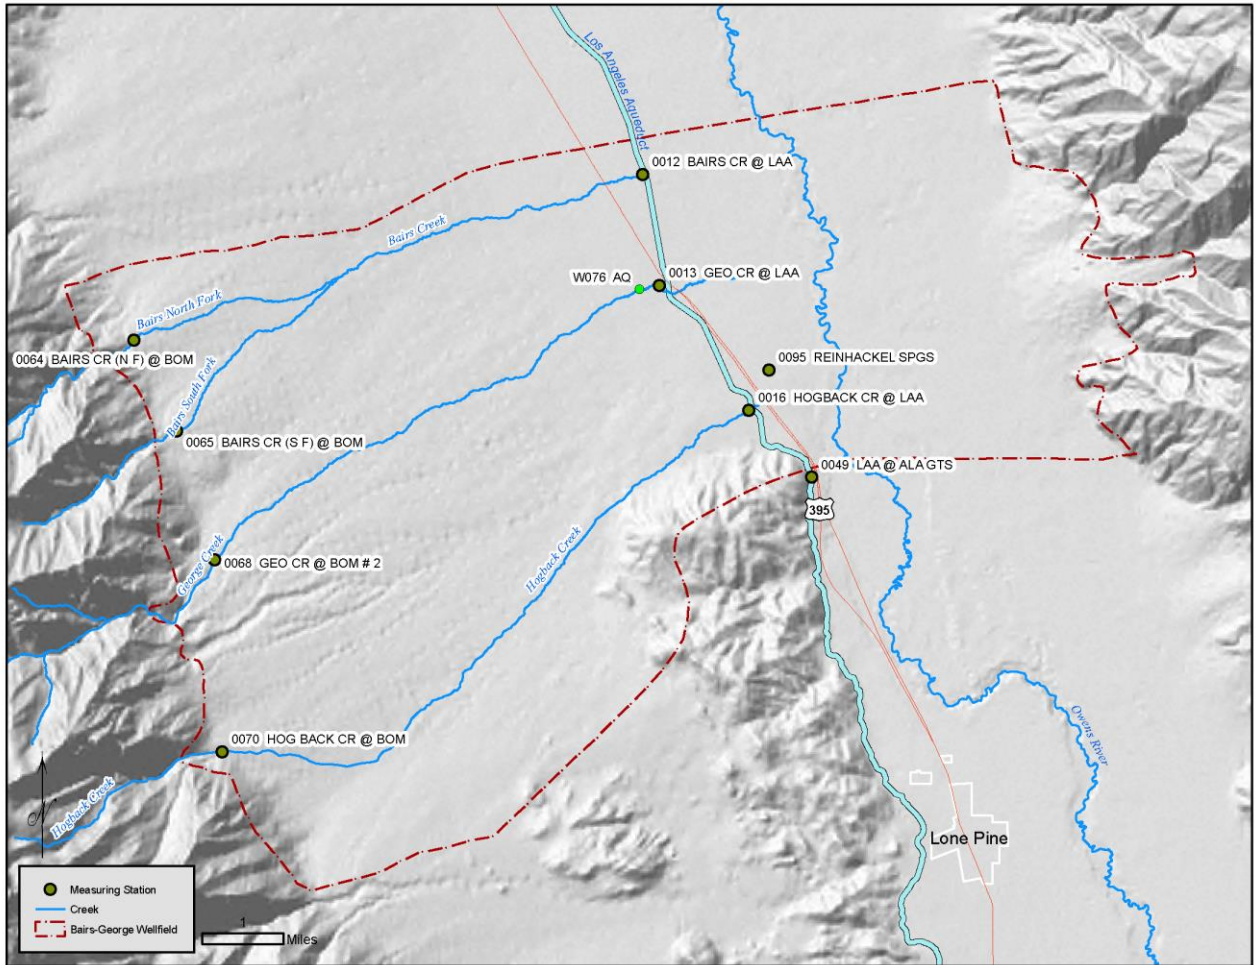 Los Angeles Aqueduct
0012 BAIRS CR @ LAA
Bairs Creek
W076 AQ
0013 GEO CR @ LAA
Bairs North Fork
0064 BAIRS CR (N F) @ BOM
0095 REINHACKEL SPGS
0016 HOGBACK CR @ LAA
Bairs South Fork
0065 BAIRS CR (S F) @ BOM
0049 LAA @ ALA GTS
395
George Creek
0068 GEO CR @ BOM # 2
Hogback Creek
0070 HOG BACK CR @ BOM
Owens River
N
Hogback Creek
Lone Pine
Measuring Station
Creek
Bairs-George Wellfield
1
Miles